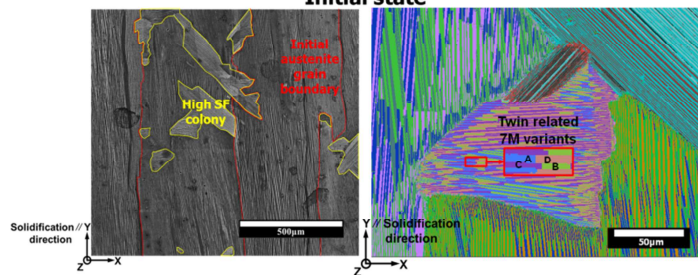 Initial state
Initial
austenite
grain
boundary
High SF
colony
500μm
Solidification //
direction
Y
Z
X
Twin related
7M variants
C A D B
Y // Solidification
direction
Z
X
50μm